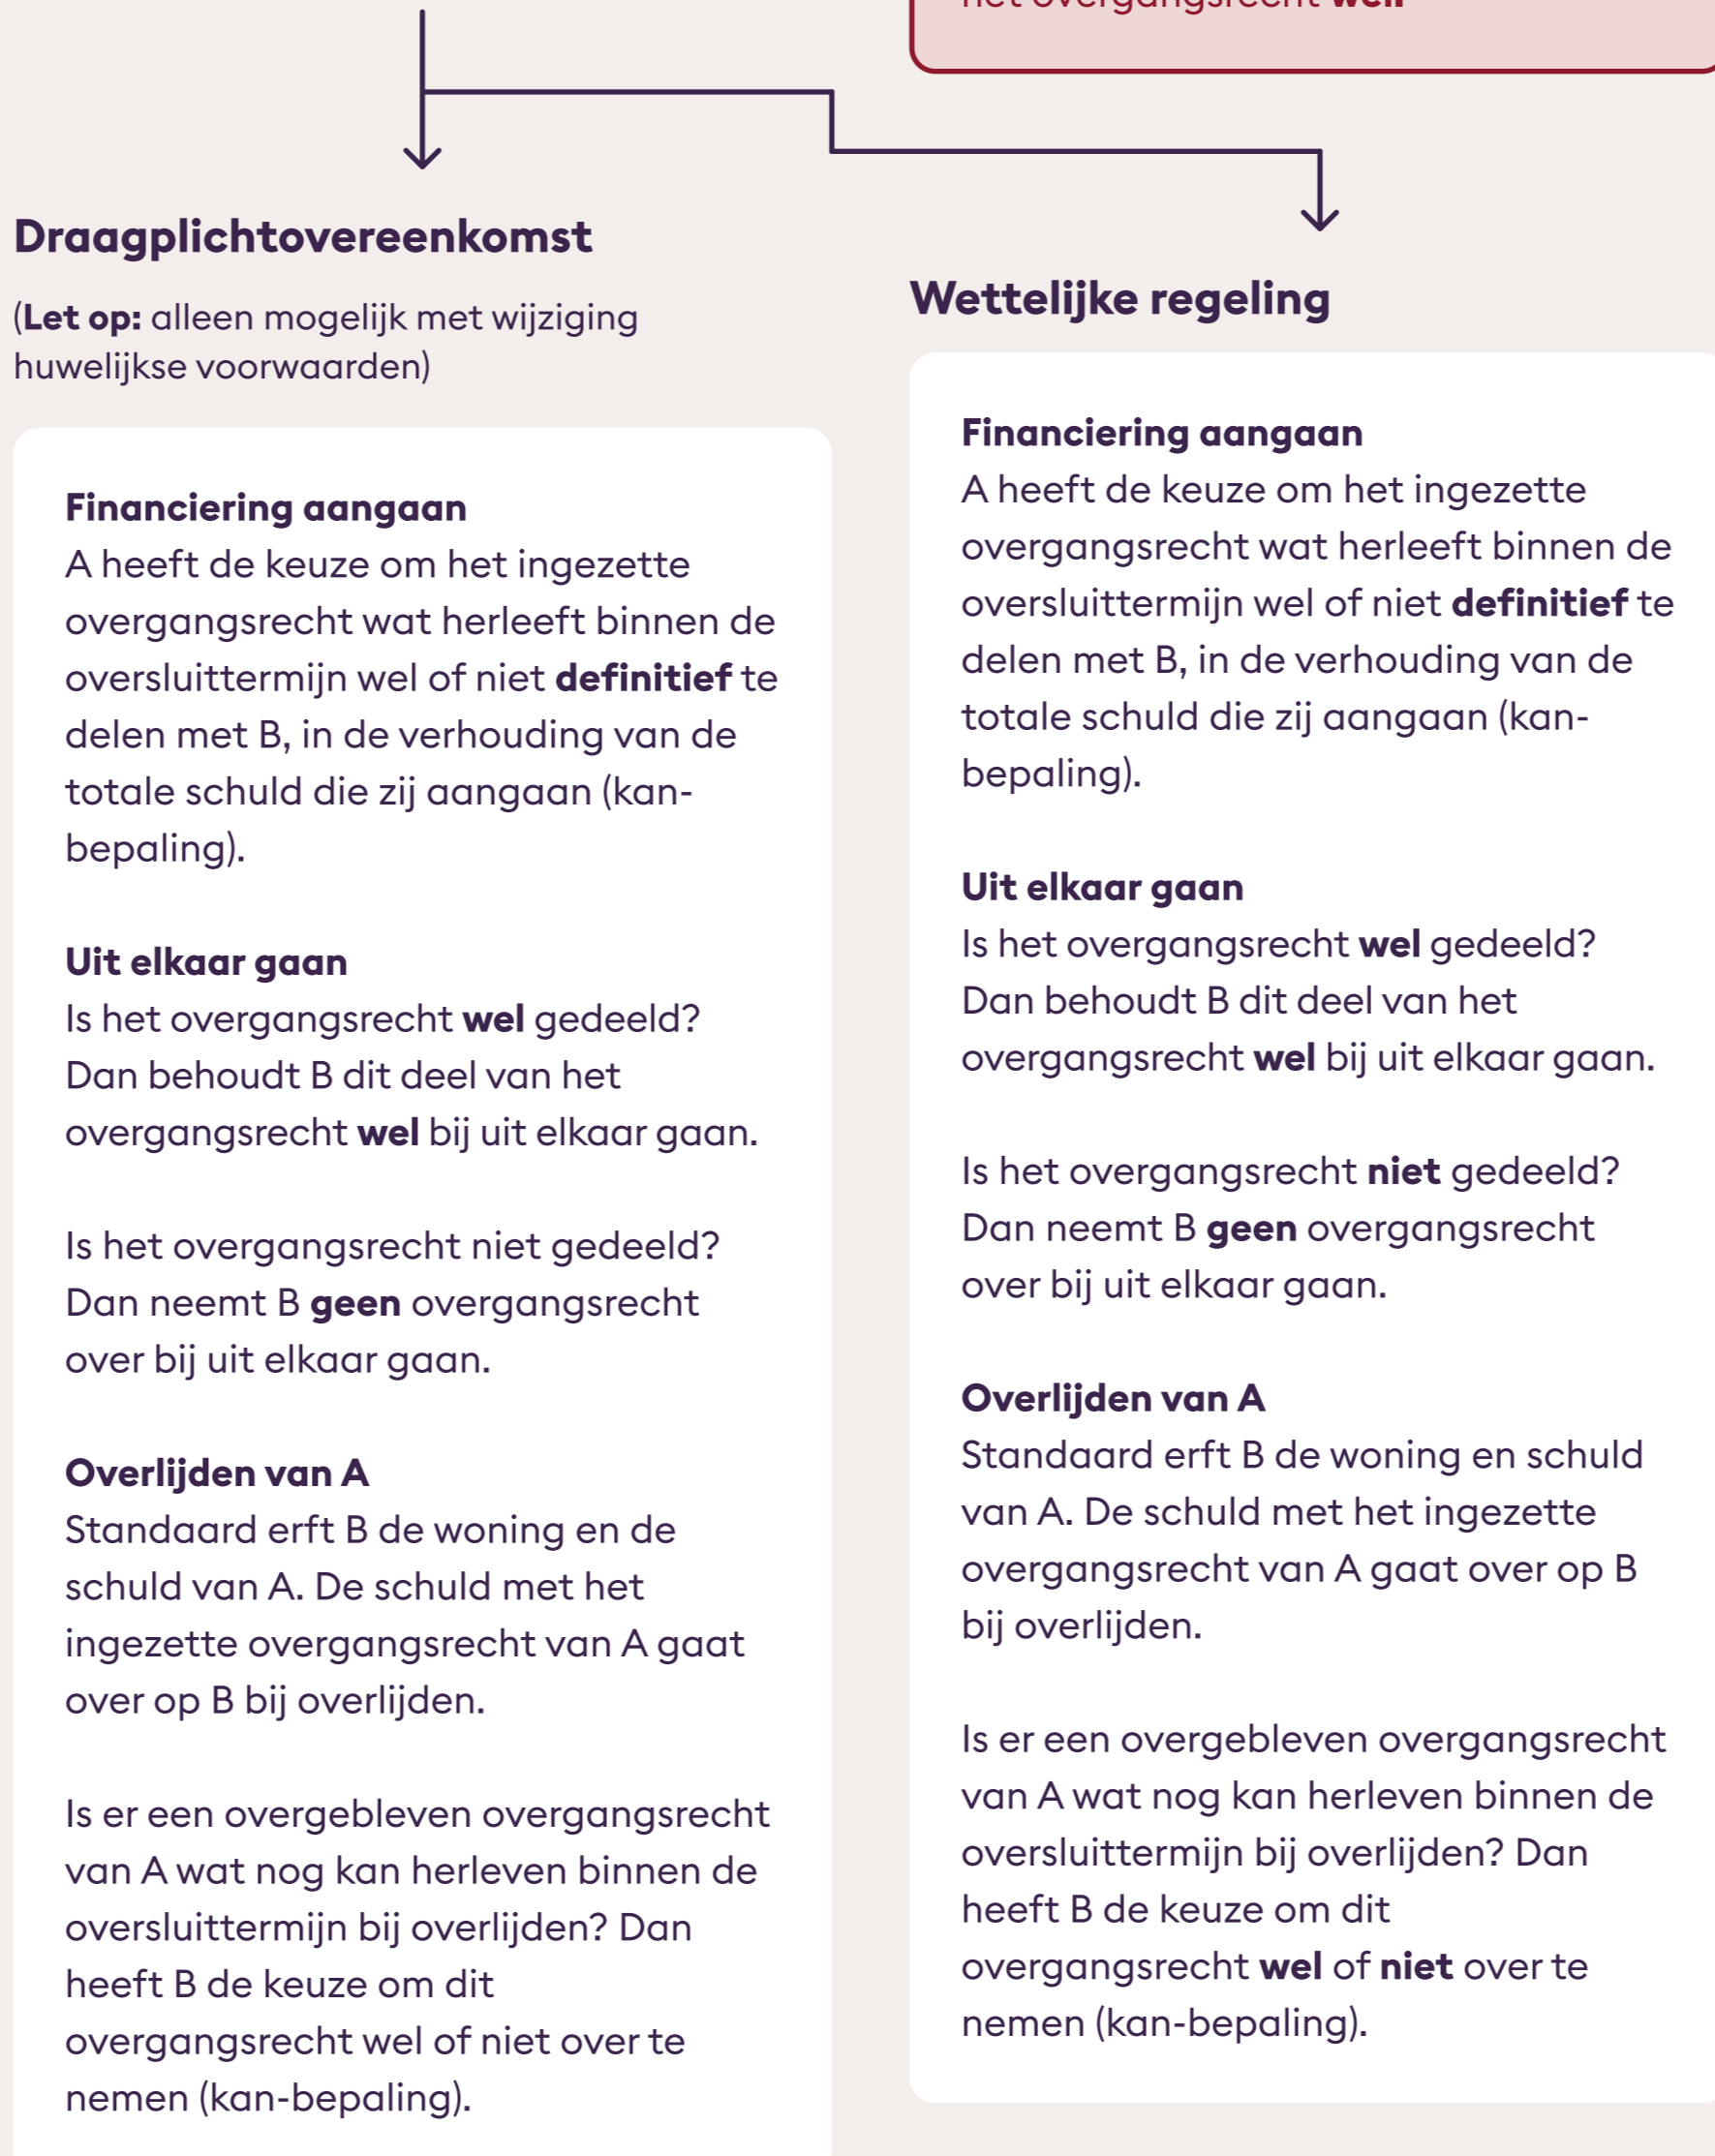 het overgangsrecht wel.
Draagplichtovereenkomst
(Let op: alleen mogelijk met wijziging
huwelijkse voorwaarden)
Financiering aangaan
A heeft de keuze om het ingezette
overgangsrecht wat herleeft binnen de
oversluittermijn wel of niet definitief te
delen met B, in de verhouding van de
totale schuld die zij aangaan (kan-
bepaling).
Uit elkaar gaan
Is het overgangsrecht wel gedeeld?
Dan behoudt B dit deel van het
overgangsrecht wel bij uit elkaar gaan.
Is het overgangsrecht niet gedeeld?
Dan neemt B geen overgangsrecht
over bij uit elkaar gaan.
Overlijden van A
Standaard erft B de woning en de
schuld van A. De schuld met het
ingezette overgangsrecht van A gaat
over op B bij overlijden.
Is er een overgebleven overgangsrecht
van A wat nog kan herleven binnen de
oversluittermijn bij overlijden? Dan
heeft B de keuze om dit
overgangsrecht wel of niet over te
nemen (kan-bepaling).
Wettelijke regeling
Financiering aangaan
A heeft de keuze om het ingezette
overgangsrecht wat herleeft binnen de
oversluittermijn wel of niet definitief te
delen met B, in de verhouding van de
totale schuld die zij aangaan (kan-
bepaling).
Uit elkaar gaan
Is het overgangsrecht wel gedeeld?
Dan behoudt B dit deel van het
overgangsrecht wel bij uit elkaar gaan.
Is het overgangsrecht niet gedeeld?
Dan neemt B geen overgangsrecht
over bij uit elkaar gaan.
Overlijden van A
Standaard erft B de woning en schuld
van A. De schuld met het ingezette
overgangsrecht van A gaat over op B
bij overlijden.
Is er een overgebleven overgangsrecht
van A wat nog kan herleven binnen de
oversluittermijn bij overlijden? Dan
heeft B de keuze om dit
overgangsrecht wel of niet over te
nemen (kan-bepaling).